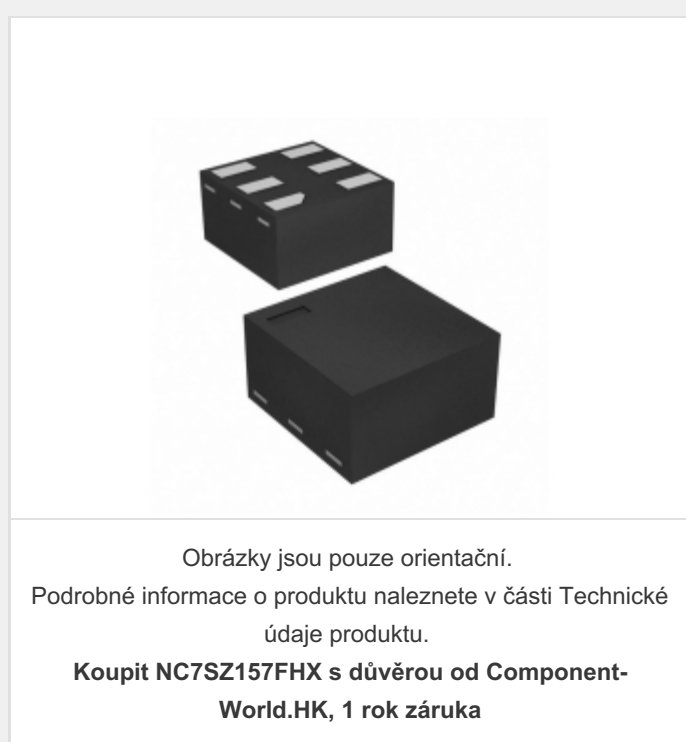 Obrázky jsou pouze orientační.
Podrobné informace o produktu naleznete v části Technické
údaje produktu.
Koupit NC7SZ157FHX s důvěrou od Component-
World.HK, 1 rok záruka